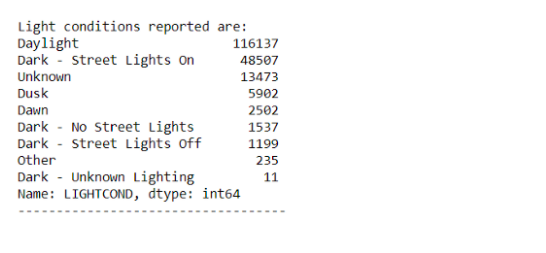 Light conditions reported are:
Daylight                      116137
Dark - Street Lights On        48507
Unknown                        13473
Dusk                            5902
Dawn                            2502
Dark - No Street Lights         1537
Dark - Street Lights Off        1199
Other                            235
Dark - Unknown Lighting           11
Name: LIGHTCOND, dtype: int64
------------------------------------